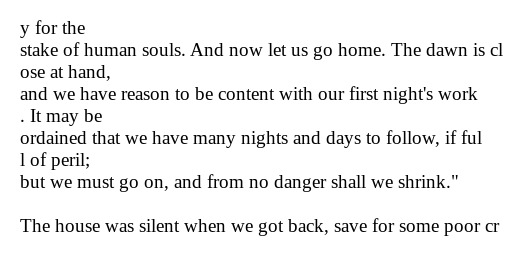 y for the
stake of human souls. And now let us go home. The dawn is cl
ose at hand,
and we have reason to be content with our first night's work
. It may be
ordained that we have many nights and days to follow, if ful
l of peril;
but we must go on, and from no danger shall we shrink."

The house was silent when we got back, save for some poor cr